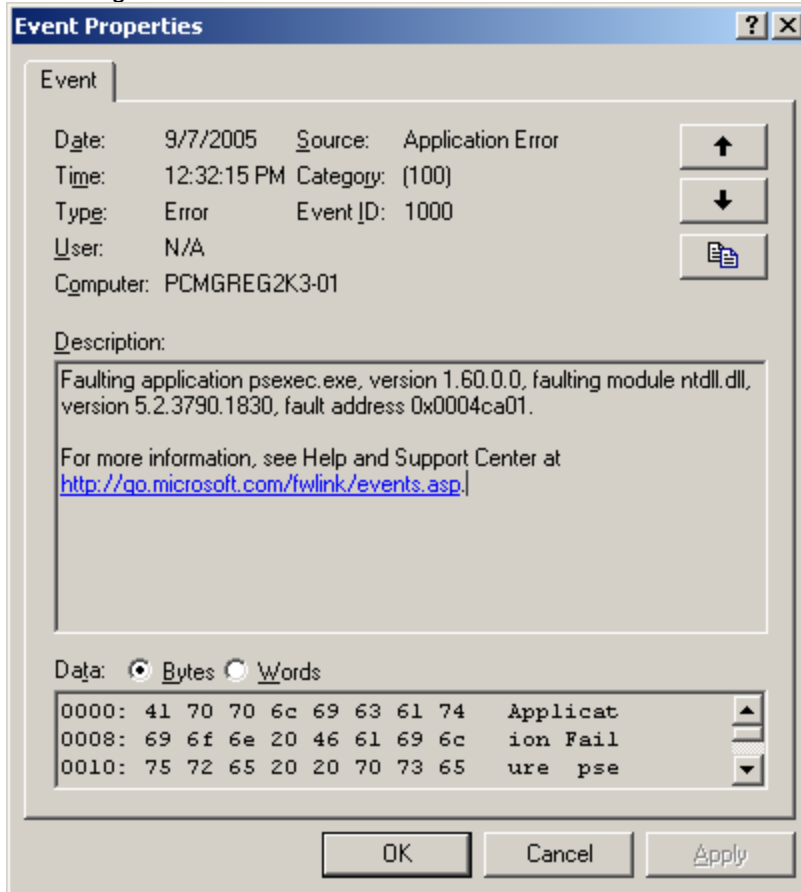 Event Properties
Event
Date: 9/7/2005 Source: Application Error
Time: 12:32:15 PM Category: (100)
Type: Error Event ID: 1000
User: N/A
Computer: PCMGREG2K3-01
Description:
Faulting application psexec.exe, version 1.60.0.0, faulting module ntdll.dll,
version 5.2.3790.1830, fault address 0x0004ca01.
For more information, see Help and Support Center at
http://go.microsoft.com/fwlink/events.asp.
Data: Bytes Words
0000: 41 70 70 6c 69 63 61 74 Applicat
0008: 69 6f 6e 20 46 61 69 6c ion Fail
0010: 75 72 65 20 20 70 73 65 ure pse
OK Cancel Apply